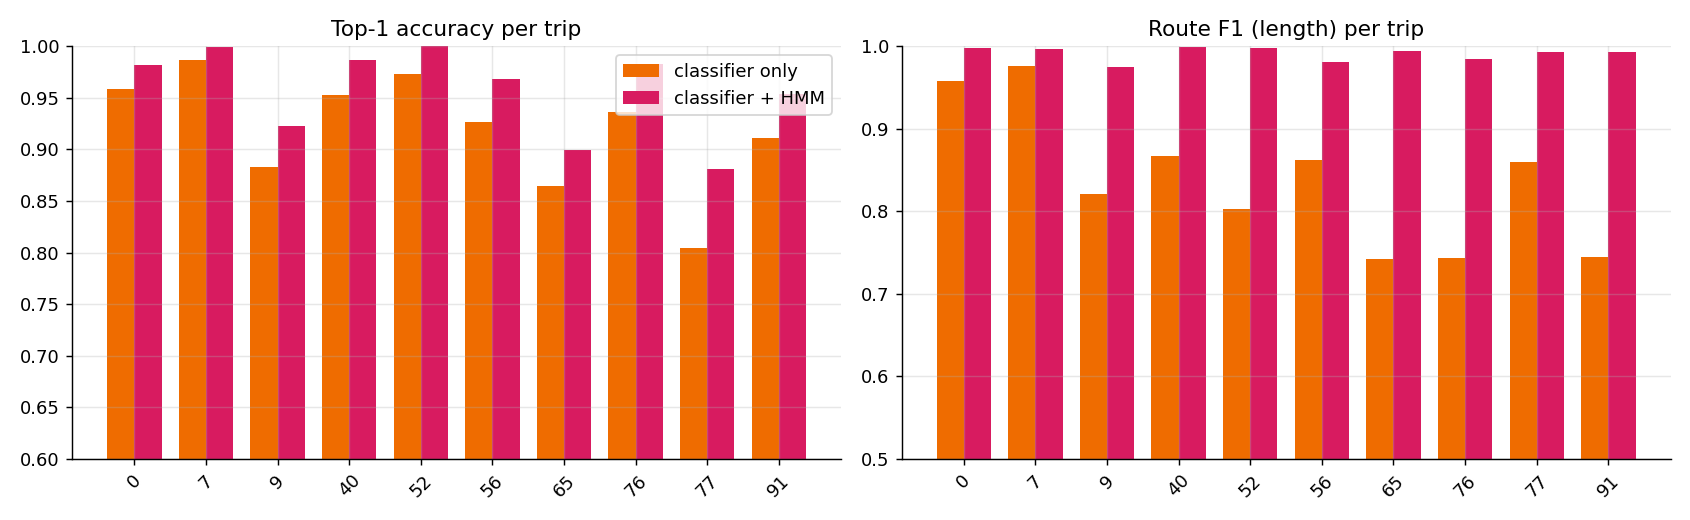 Top-1 accuracy per trip
1.00
0.95
0.90
0.85
0.80
0.75
0.70
0.65
0.60
0 7 9 40 52 56 65 76 77 91
classifier only
classifier + HMM
Route F1 (length) per trip
1.0
0.9
0.8
0.7
0.6
0.5
0 7 9 40 52 56 65 76 77 91